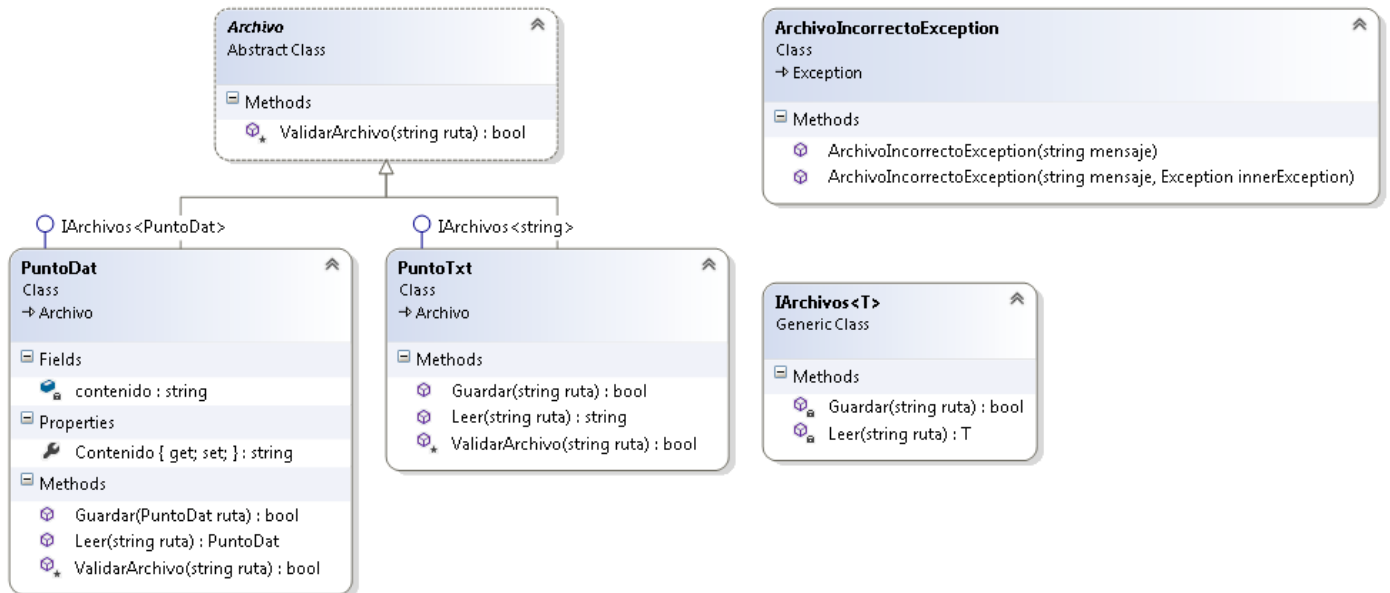 Archivo
Abstract Class
Methods
ValidarArchivo(string ruta) : bool
ArchivoIncorrectoException
Class
Exception
Methods
ArchivoIncorrectoException(string mensaje)
ArchivoIncorrectoException(string mensaje, Exception innerException)
IArchivos<PuntoDat>
PuntoDat
Class
Archivo
Fields
contenido : string
Properties
Contenido { get; set; } : string
Methods
Guardar(PuntoDat ruta) : bool
Leer(string ruta) : PuntoDat
ValidarArchivo(string ruta) : bool
IArchivos<string>
PuntoTxt
Class
Archivo
Methods
Guardar(string ruta) : bool
Leer(string ruta) : string
ValidarArchivo(string ruta) : bool
IArchivos<T>
Generic Class
Methods
Guardar(string ruta) : bool
Leer(string ruta) : T